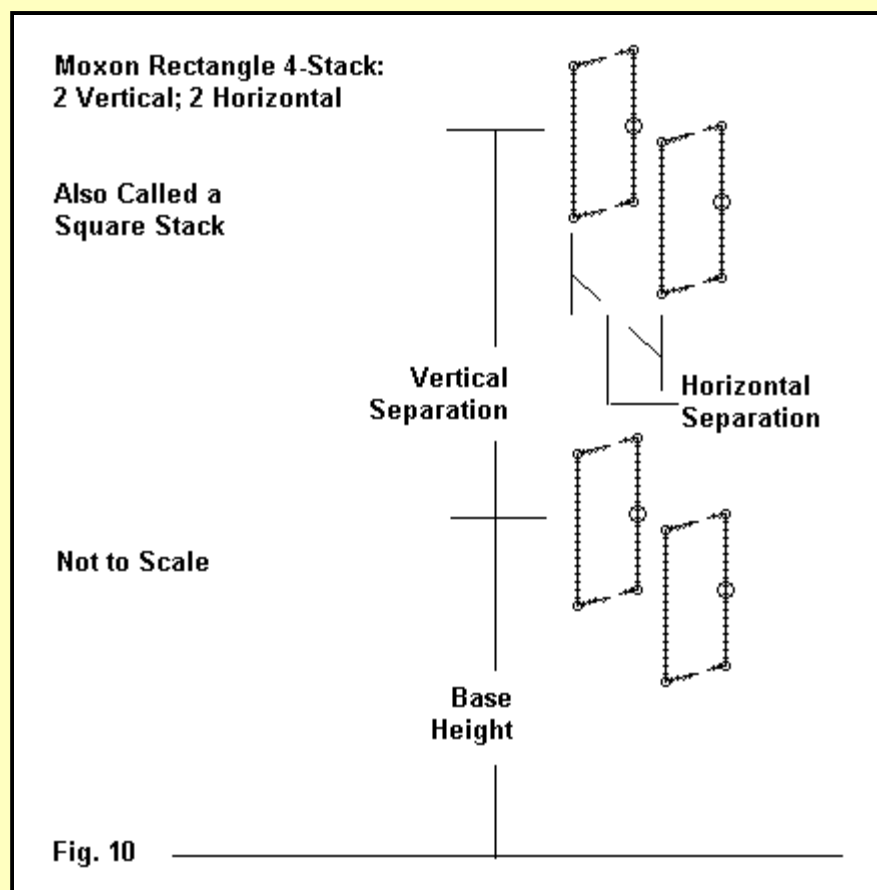 Moxon Rectangle 4-Stack:
2 Vertical; 2 Horizontal
Also Called a
Square Stack
Vertical
Separation
Horizontal
Separation
Not to Scale
Base
Height
Fig. 10